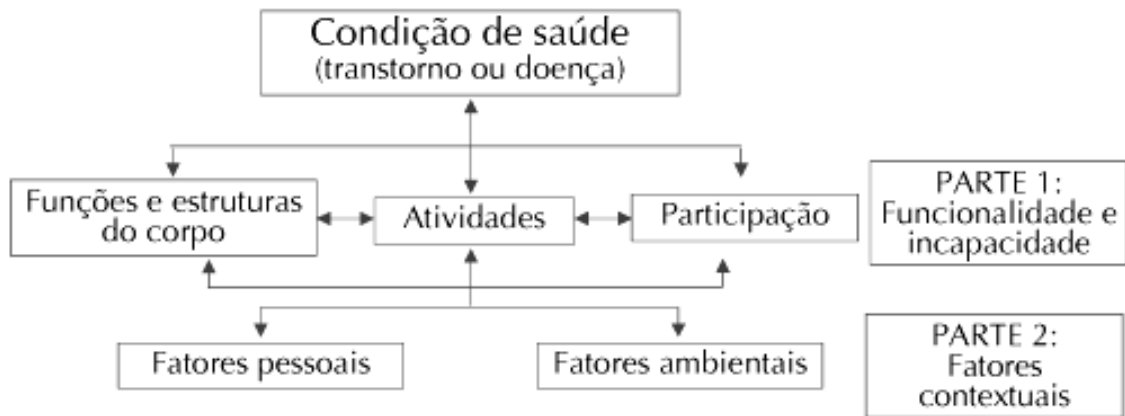 Condição de saúde
(transtorno ou doença)
Funções e estruturas
do corpo
Atividades
Participação
PARTE 1:
Funcionalidade e
incapacidade
Fatores pessoais
Fatores ambientais
PARTE 2:
Fatores
contextuais